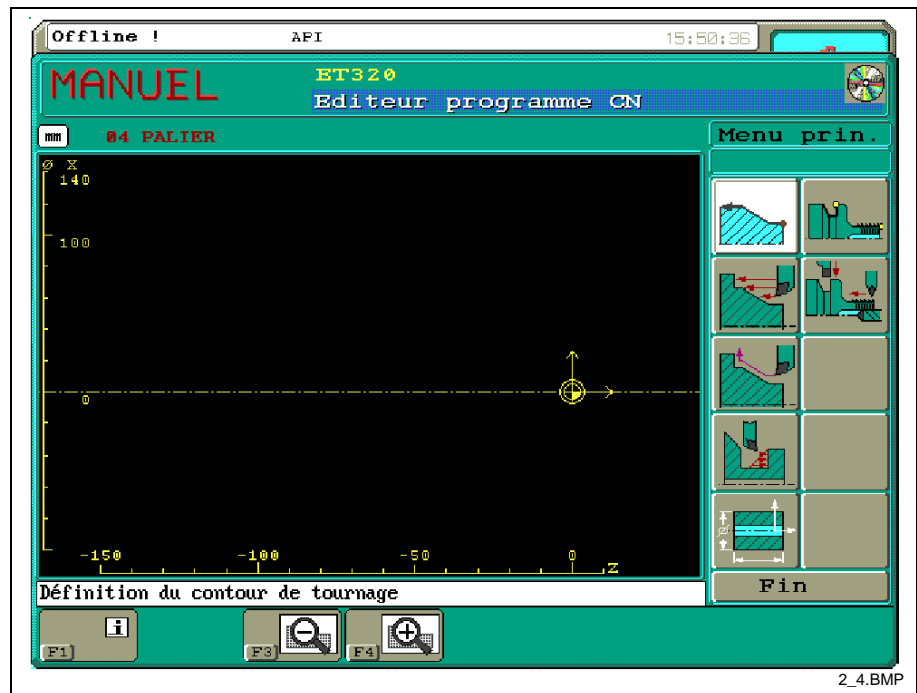 Offline ! API 15:50:36
MANUEL
ET320
Editeur programme CN
mm 04 PALIER
Menu prin.
Ø X
140
100
0
-150 -100 -50 0
Z
Définition du contour de tournage
Fin
F1 i F3 F4
2_4.BMP